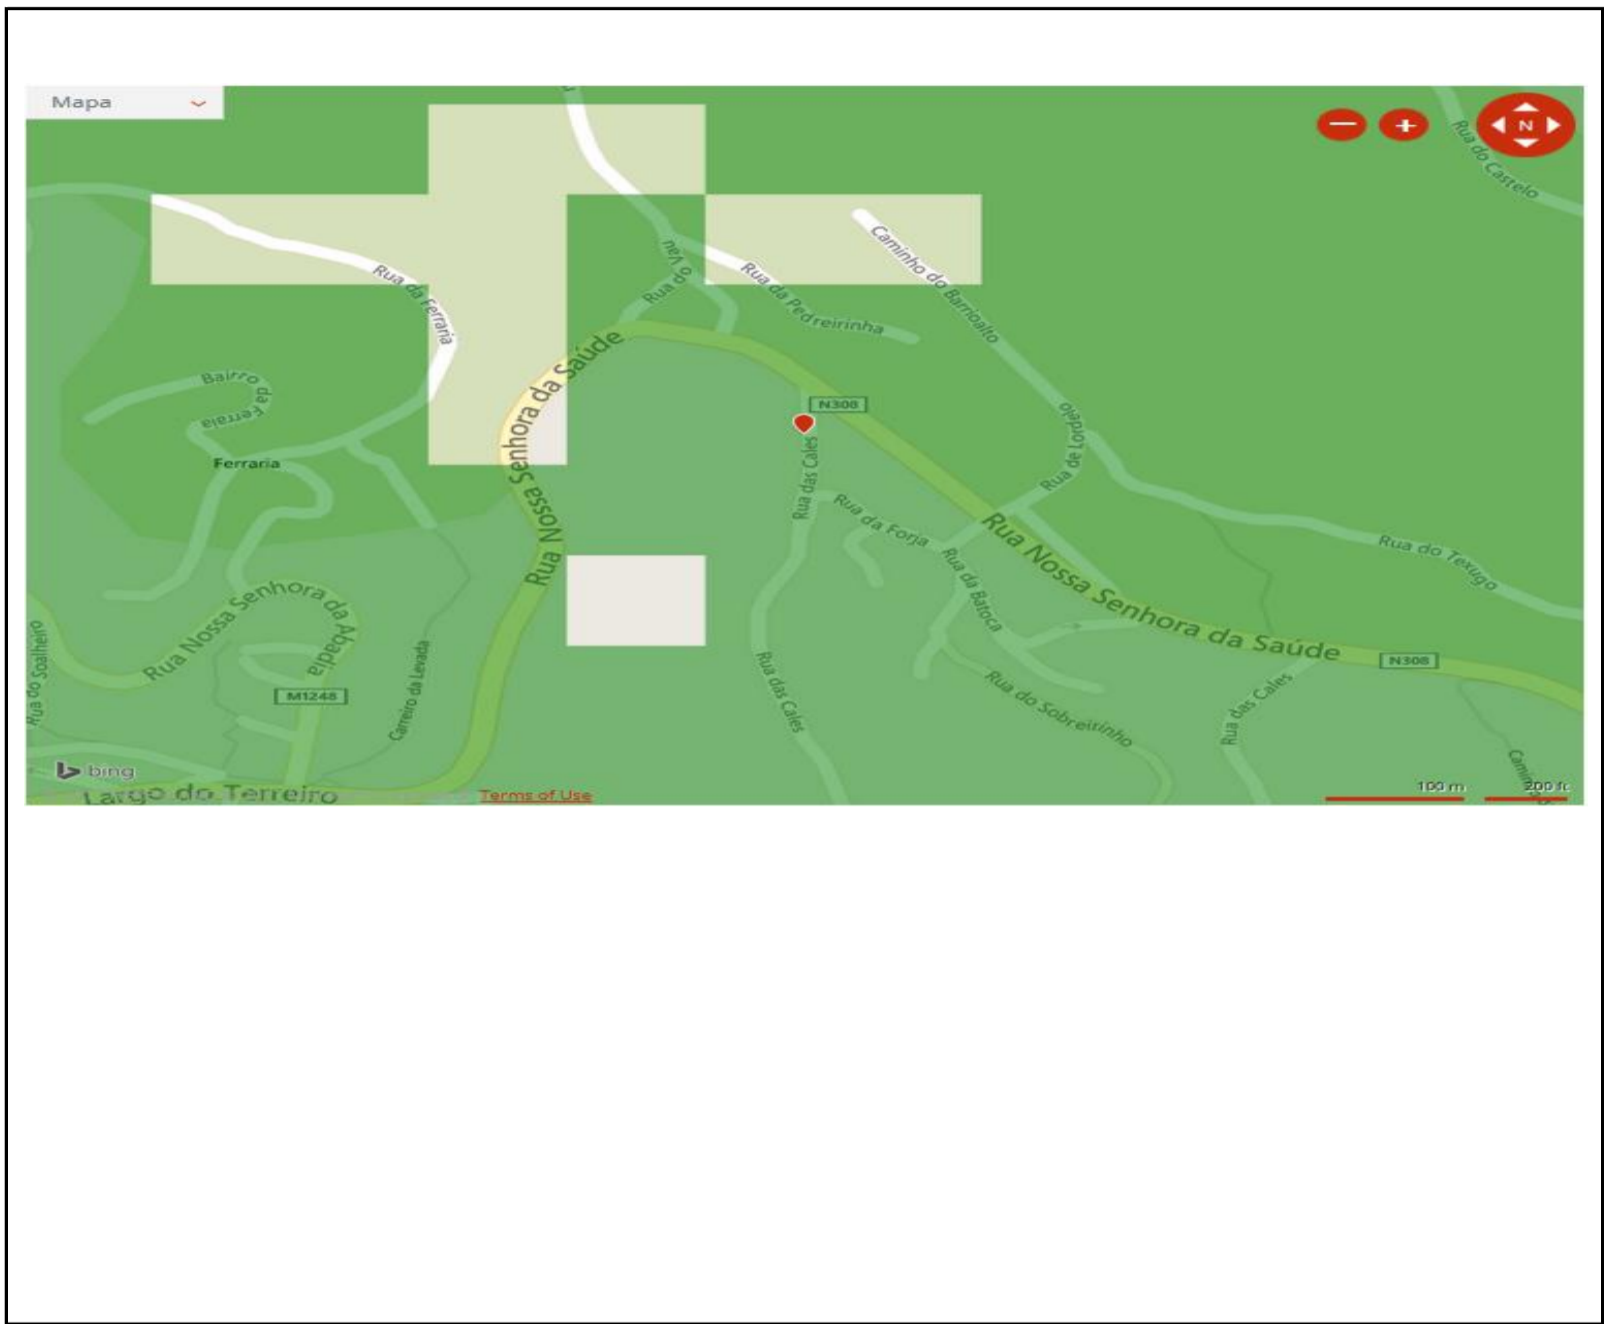 Mapa
N
Rua do Castelo
Rua da Ferraria
Rua do Vau
Rua da Pedreirinha
Caminho do Barrioalto
Bairro da Ferraia
Ferraria
Rua Nossa Senhora da Saúde
N308
Rua das Cales
Rua da Forja
Rua de Lordelo
Rua Nossa Senhora da Saúde
Rua do Texugo
Rua da Batoca
Rua Nossa Senhora da Abadia
Rua do Soalheiro
M1248
Carreiro da Levada
Rua das Cales
Rua do Sobreirinho
Rua das Cales
N308
bing
Largo do Terreiro
Terms of Use
100 m
200 ft